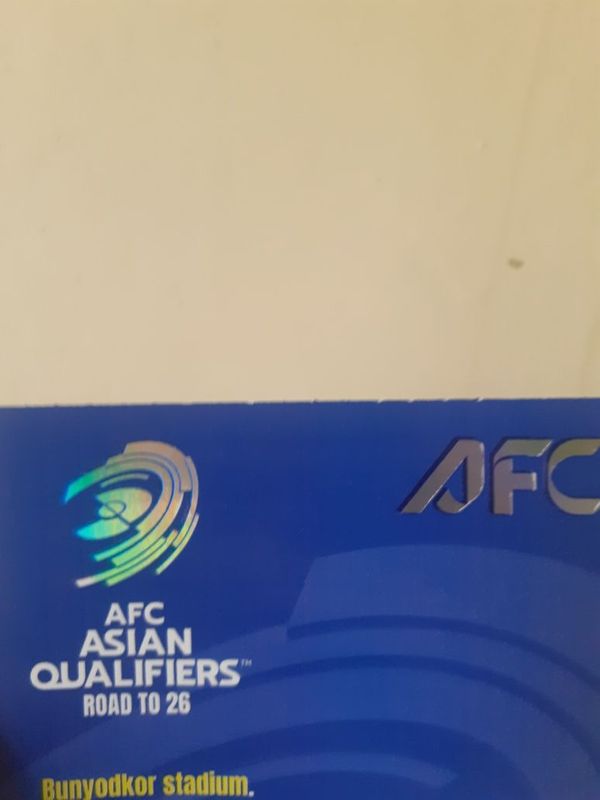 AFC
AFC
ASIAN
QUALIFIERS™
ROAD TO 26
Bunyodkor stadium.